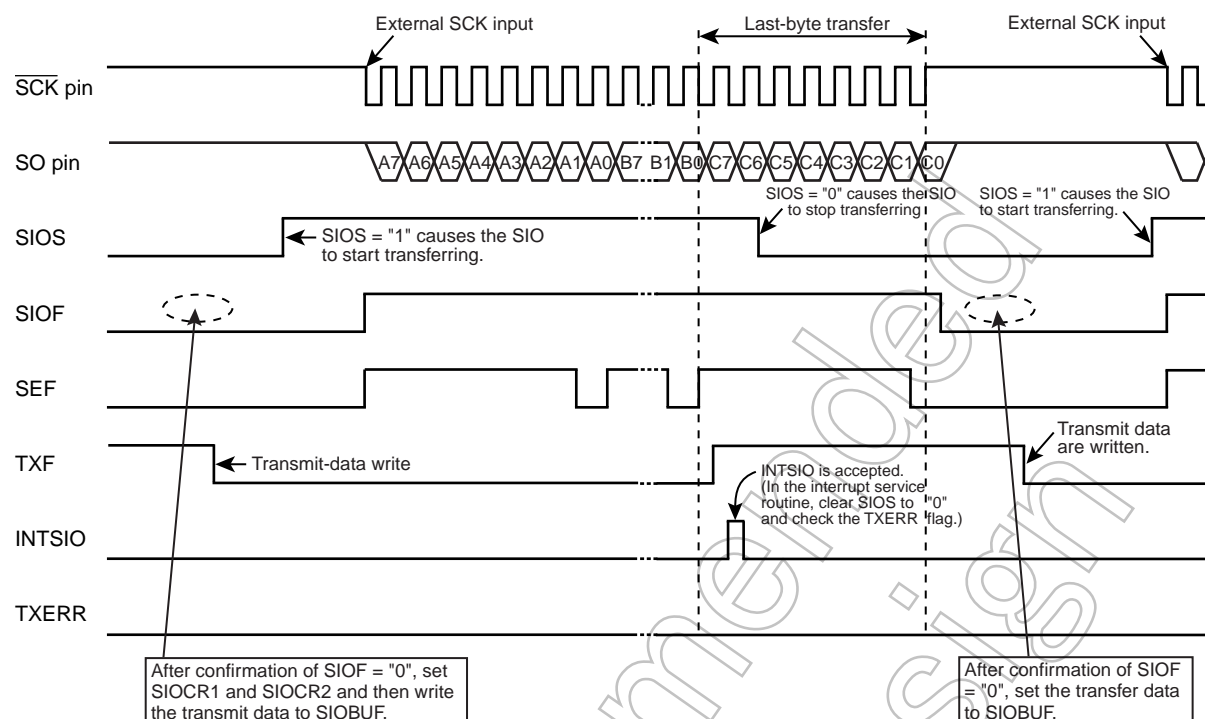 External SCK input
Last-byte transfer
External SCK input
SCK pin
SO pin
A7 A6 A5 A4 A3 A2 A1 A0 B7 B1 B0 C7 C6 C5 C4 C3 C2 C1 C0
SIOS = "0" causes the SIO
to stop transferring
SIOS = "1" causes the SIO
to start transferring.
SIOS
SIOS = "1" causes the SIO
to start transferring.
SIOF
SEF
TXF
Transmit-data write
Transmit data
are written.
INTSIO is accepted.
(In the interrupt service
routine, clear SIOS to "0"
and check the TXERR flag.)
INTSIO
TXERR
After confirmation of SIOF = "0", set
SIOCR1 and SIOCR2 and then write
the transmit data to SIOBUF.
After confirmation of SIOF
= "0", set the transfer data
to SIOBUF.
mmended
sign